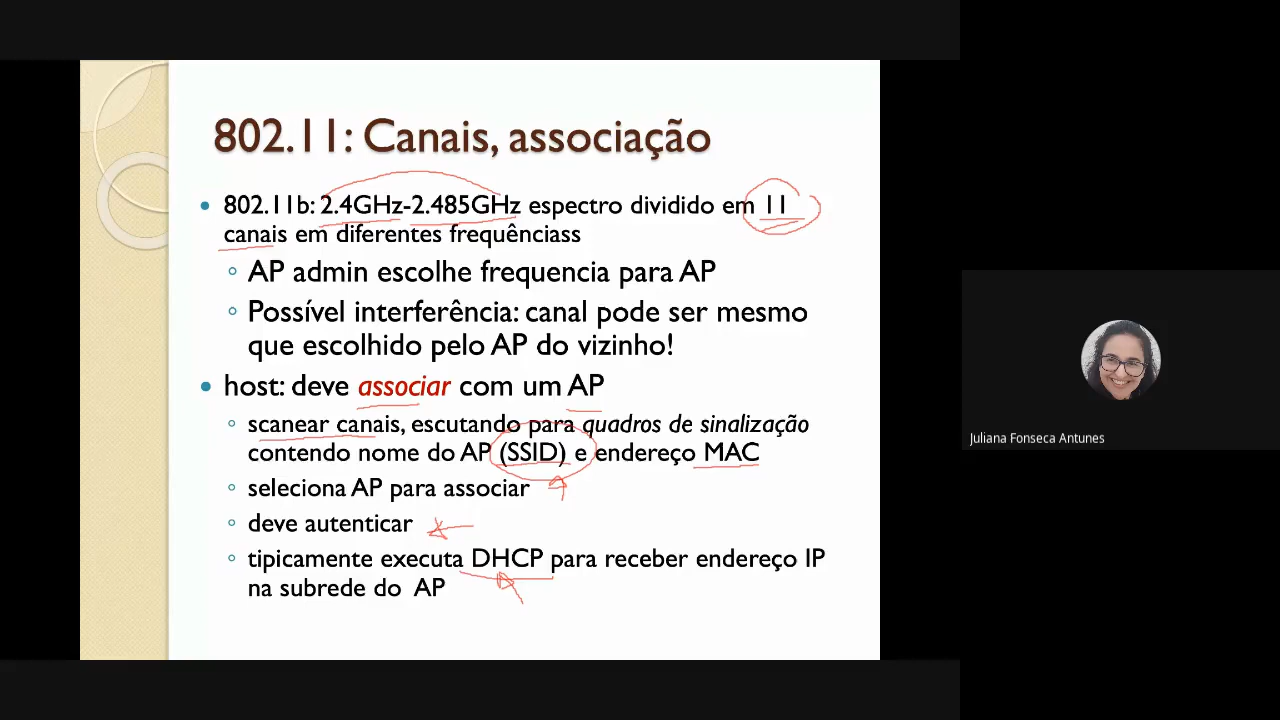 802.11: Canais, associação
• 802.11b: 2.4GHz-2.485GHz espectro dividido em 11
canais em diferentes frequênciass
◦ AP admin escolhe frequencia para AP
◦ Possível interferência: canal pode ser mesmo
que escolhido pelo AP do vizinho!
• host: deve associar com um AP
◦ scanear canais, escutando para quadros de sinalização
contendo nome do AP (SSID) e endereço MAC
◦ seleciona AP para associar
◦ deve autenticar
◦ tipicamente executa DHCP para receber endereço IP
na subrede do AP
Juliana Fonseca Antunes